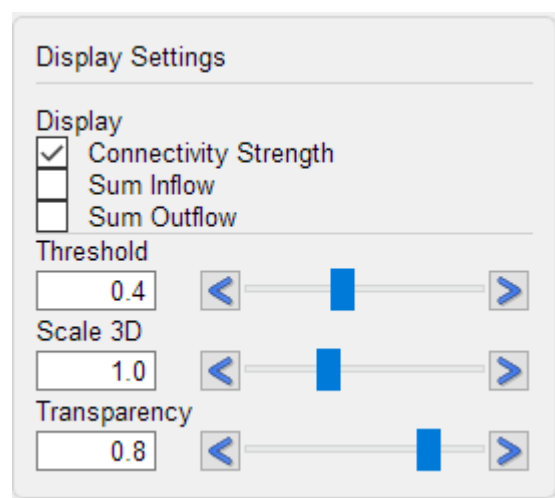 Display Settings
Display
Connectivity Strength
Sum Inflow
Sum Outflow
Threshold
0.4
Scale 3D
1.0
Transparency
0.8